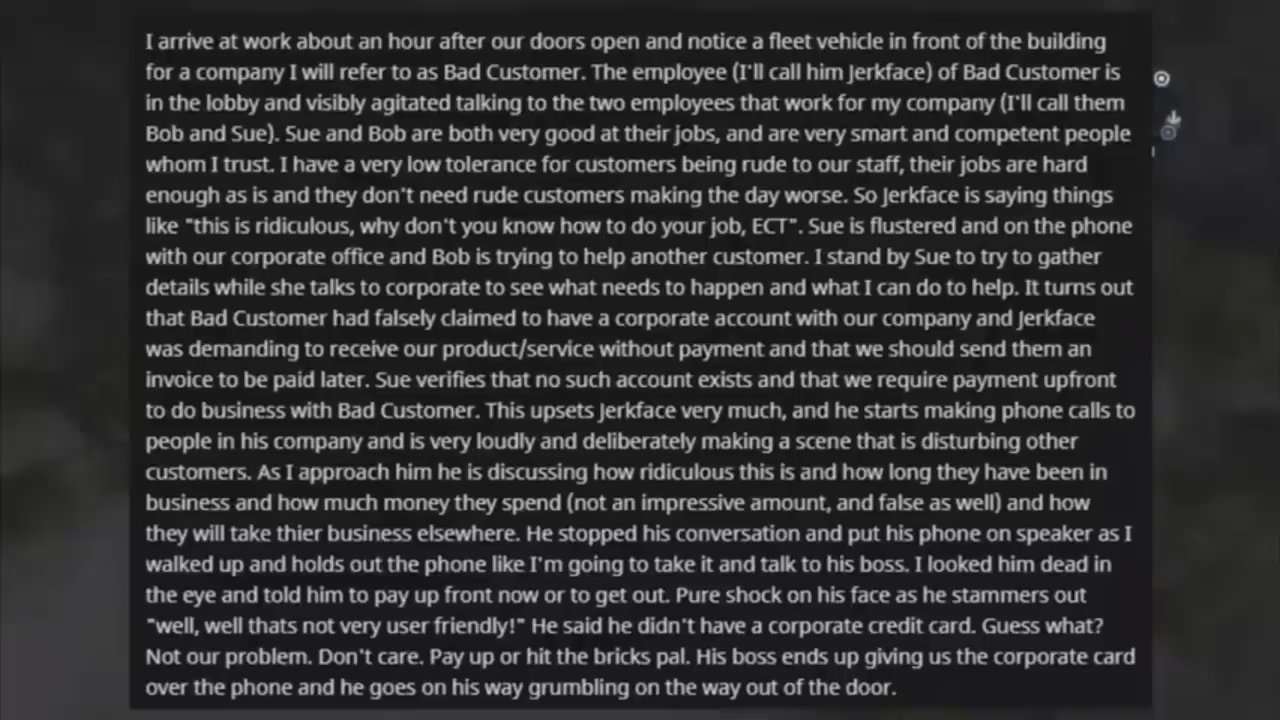 I arrive at work about an hour after our doors open and notice a fleet vehicle in front of the building
for a company I will refer to as Bad Customer. The employee (I'll call him Jerkface) of Bad Customer is
in the lobby and visibly agitated talking to the two employees that work for my company (I'll call them
Bob and Sue). Sue and Bob are both very good at their jobs, and are very smart and competent people
whom I trust. I have a very low tolerance for customers being rude to our staff, their jobs are hard
enough as is and they don't need rude customers making the day worse. So Jerkface is saying things
like "this is ridiculous, why don't you know how to do your job, ECT". Sue is flustered and on the phone
with our corporate office and Bob is trying to help another customer. I stand by Sue to try to gather
details while she talks to corporate to see what needs to happen and what I can do to help. It turns out
that Bad Customer had falsely claimed to have a corporate account with our company and Jerkface
was demanding to receive our product/service without payment and that we should send them an
invoice to be paid later. Sue verifies that no such account exists and that we require payment upfront
to do business with Bad Customer. This upsets Jerkface very much, and he starts making phone calls to
people in his company and is very loudly and deliberately making a scene that is disturbing other
customers. As I approach him he is discussing how ridiculous this is and how long they have been in
business and how much money they spend (not an impressive amount, and false as well) and how
they will take thier business elsewhere. He stopped his conversation and put his phone on speaker as I
walked up and holds out the phone like I'm going to take it and talk to his boss. I looked him dead in
the eye and told him to pay up front now or to get out. Pure shock on his face as he stammers out
"well, well thats not very user friendly!" He said he didn't have a corporate credit card. Guess what?
Not our problem. Don't care. Pay up or hit the bricks pal. His boss ends up giving us the corporate card
over the phone and he goes on his way grumbling on the way out of the door.